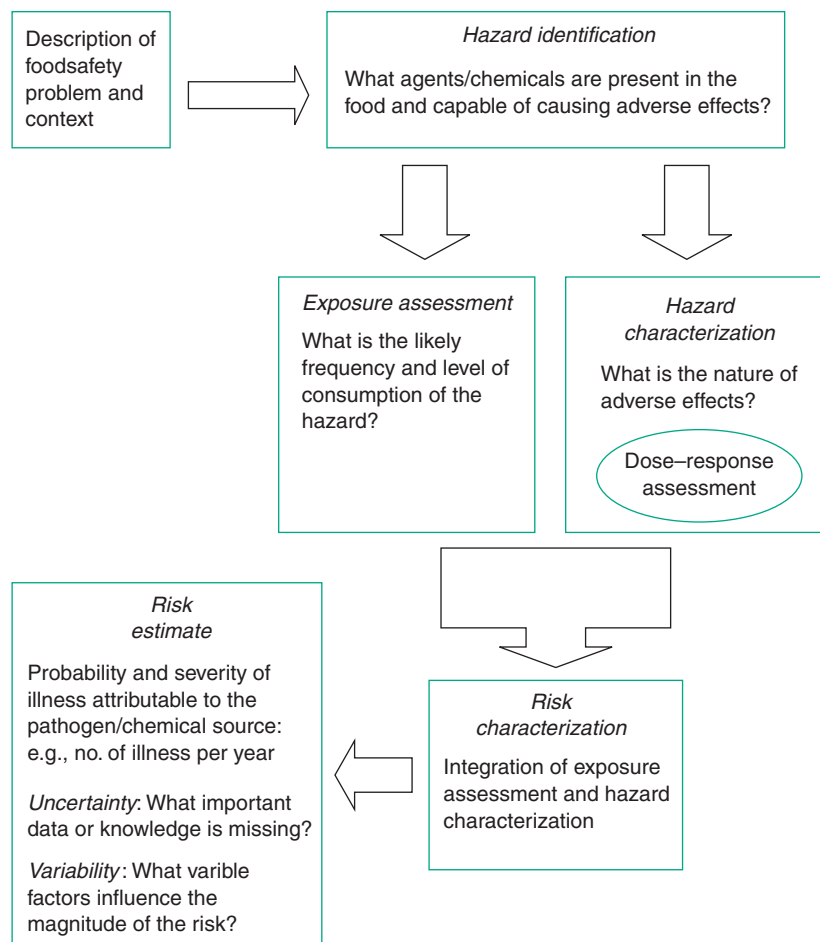 Description of
foodsafety
problem and
context
Hazard identification
What agents/chemicals are present in the
food and capable of causing adverse effects?
Exposure assessment
What is the likely
frequency and level of
consumption of the
hazard?
Hazard
characterization
What is the nature of
adverse effects?
Dose–response
assessment
Risk
characterization
Integration of exposure
assessment and hazard
characterization
Risk
estimate
Probability and severity of
illness attributable to the
pathogen/chemical source:
e.g., no. of illness per year
Uncertainty: What important
data or knowledge is missing?
Variability: What varible
factors influence the
magnitude of the risk?